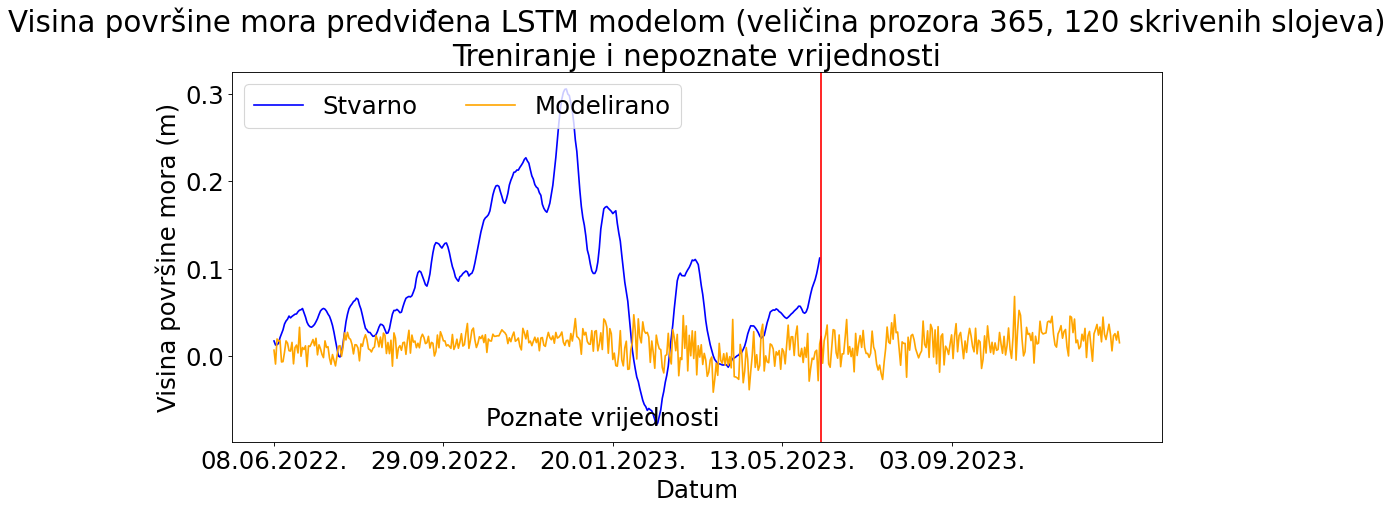 Visina površine mora predviđena LSTM modelom (veličina prozora 365, 120 skrivenih slojeva)
Treniranje i nepoznate vrijednosti
Stvarno Modelirano
Visina površine mora (m)
0.3
0.2
0.1
0.0
Poznate vrijednosti
08.06.2022. 29.09.2022. 20.01.2023. 13.05.2023. 03.09.2023.
Datum